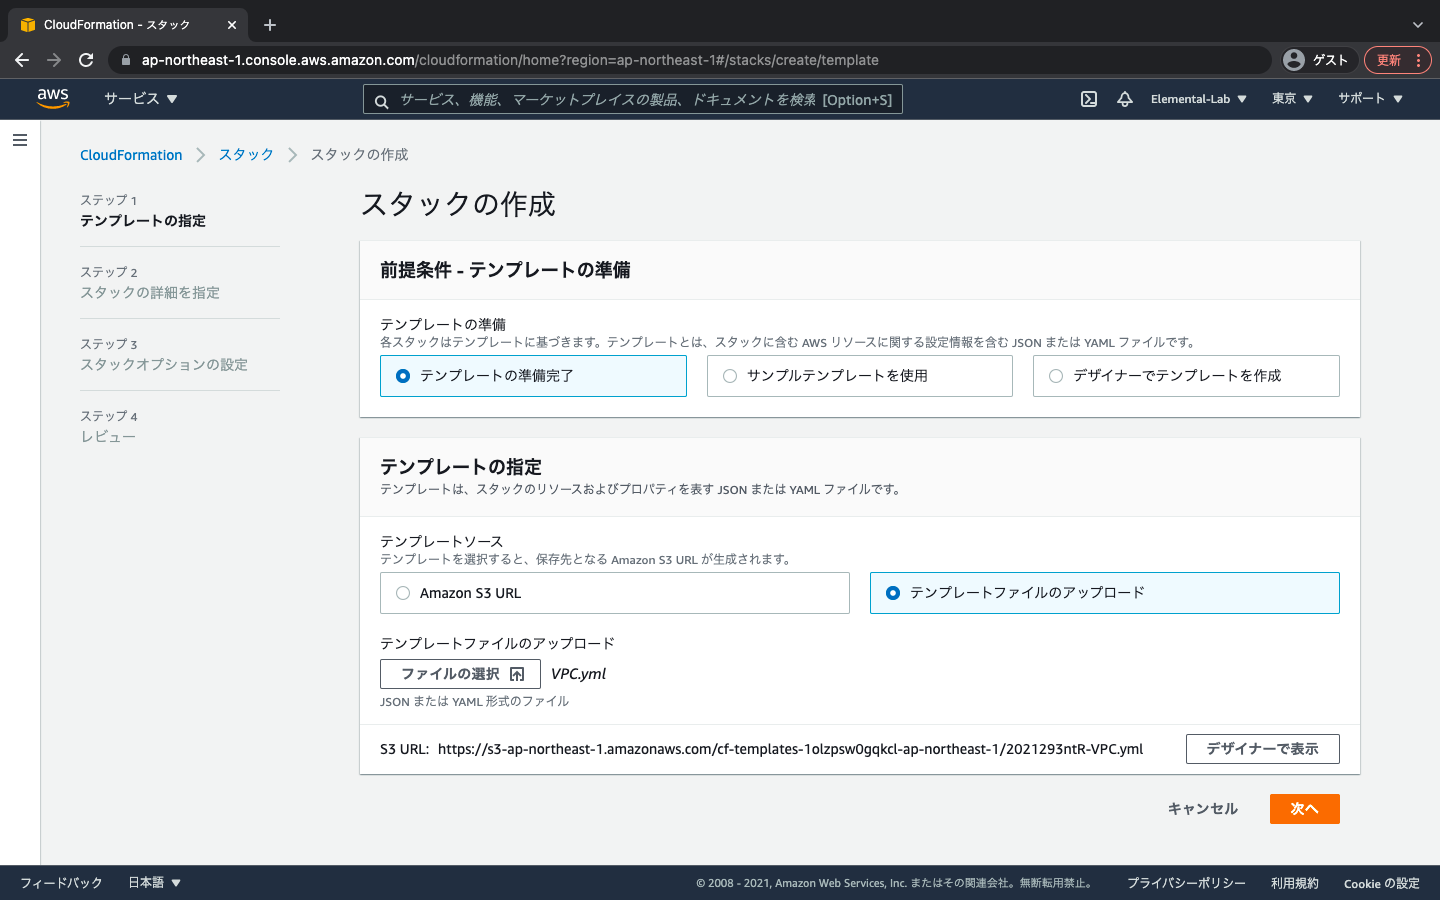 CloudFormation - スタック
ap-northeast-1.console.aws.amazon.com/cloudformation/home?region=ap-northeast-1#/stacks/create/template
ゲスト
更新
aws
サービス
サービス、機能、マーケットプレイスの製品、ドキュメントを検索 [Option+S]
Elemental-Lab
東京
サポート
CloudFormation
スタック
スタックの作成
ステップ 1
テンプレートの指定
ステップ 2
スタックの詳細を指定
ステップ 3
スタックオプションの設定
ステップ 4
レビュー
スタックの作成
前提条件 - テンプレートの準備
テンプレートの準備
各スタックはテンプレートに基づきます。テンプレートとは、スタックに含む AWS リソースに関する設定情報を含む JSON または YAML ファイルです。
テンプレートの準備完了
サンプルテンプレートを使用
デザイナーでテンプレートを作成
テンプレートの指定
テンプレートは、スタックのリソースおよびプロパティを表す JSON または YAML ファイルです。
テンプレートソース
テンプレートを選択すると、保存先となる Amazon S3 URL が生成されます。
Amazon S3 URL
テンプレートファイルのアップロード
テンプレートファイルのアップロード
ファイルの選択
VPC.yml
JSON または YAML 形式のファイル
S3 URL: https://s3-ap-northeast-1.amazonaws.com/cf-templates-1olzpsw0gqkcl-ap-northeast-1/2021293ntR-VPC.yml
デザイナーで表示
キャンセル
次へ
フィードバック
日本語
© 2008 - 2021, Amazon Web Services, Inc. またはその関連会社。無断転用禁止。
プライバシーポリシー
利用規約
Cookie の設定